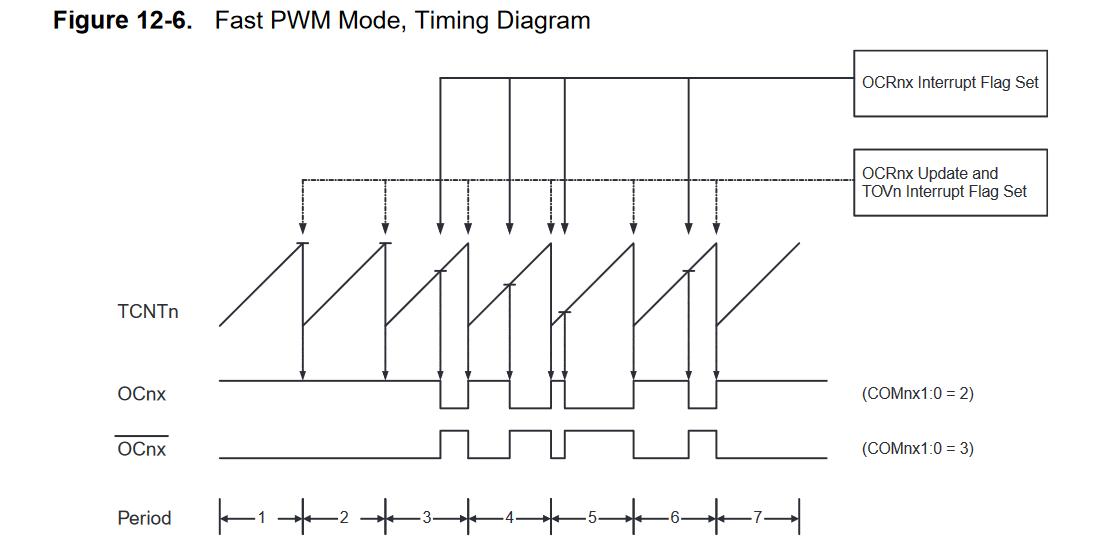 Figure 12-6. Fast PWM Mode, Timing Diagram
OCRnx Interrupt Flag Set
OCRnx Update and
TOVn Interrupt Flag Set
TCNTn
OCnx
(COMnx1:0 = 2)
OCnx
(COMnx1:0 = 3)
Period 1 2 3 4 5 6 7